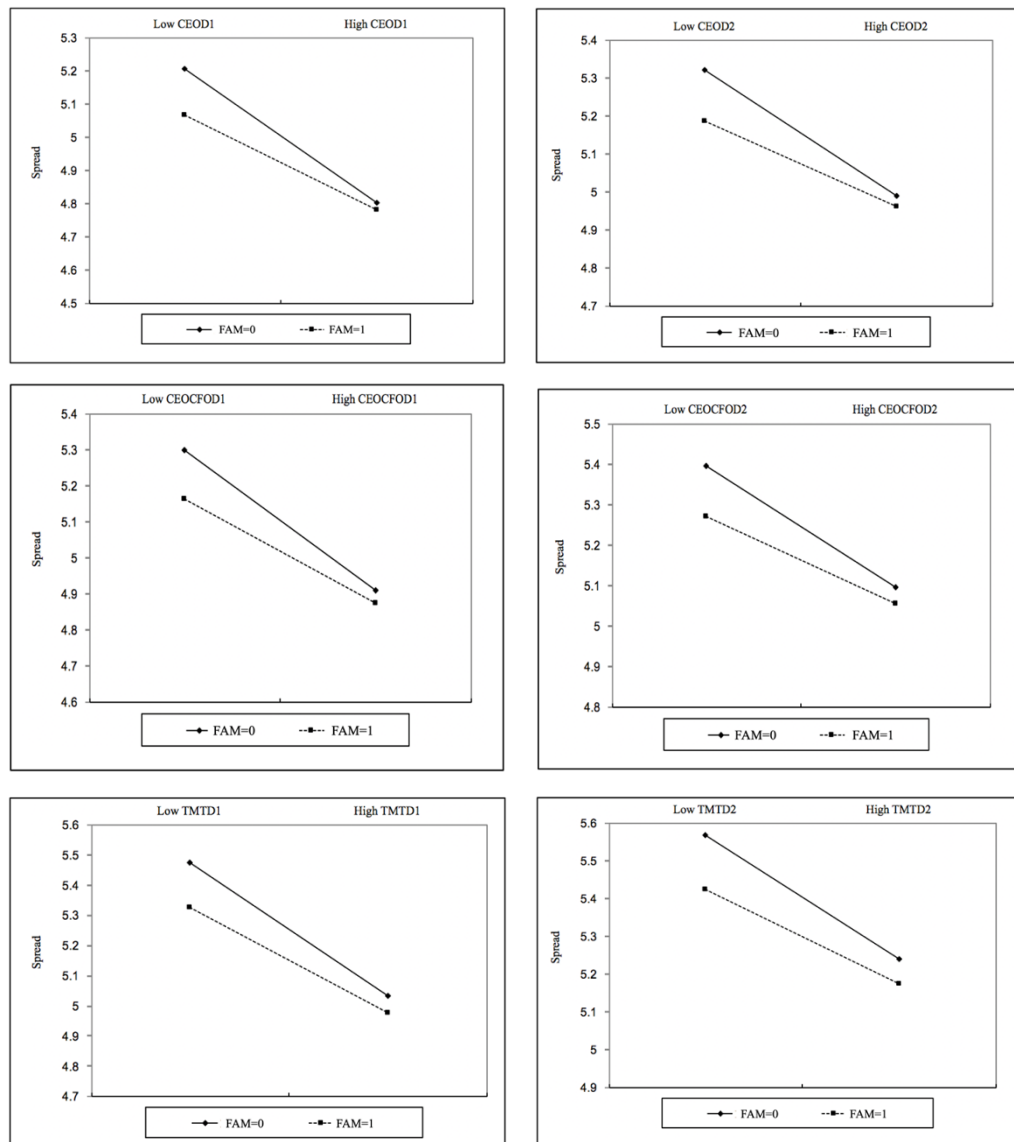 Low CEOD1 High CEOD1
5.3
5.2
5.1
5
4.9
4.8
4.7
4.6
4.5
Spread
FAM=0 FAM=1
Low CEOD2 High CEOD2
5.4
5.3
5.2
5.1
5
4.9
4.8
4.7
Spread
FAM=0 FAM=1
Low CEOCFOD1 High CEOCFOD1
5.4
5.3
5.2
5.1
5
4.9
4.8
4.7
4.6
Spread
FAM=0 FAM=1
Low CEOCFOD2 High CEOCFOD2
5.5
5.4
5.3
5.2
5.1
5
4.9
4.8
Spread
FAM=0 FAM=1
Low TMTD1 High TMTD1
5.6
5.5
5.4
5.3
5.2
5.1
5
4.9
4.8
4.7
Spread
FAM=0 FAM=1
Low TMTD2 High TMTD2
5.6
5.5
5.4
5.3
5.2
5.1
5
4.9
Spread
FAM=0 FAM=1